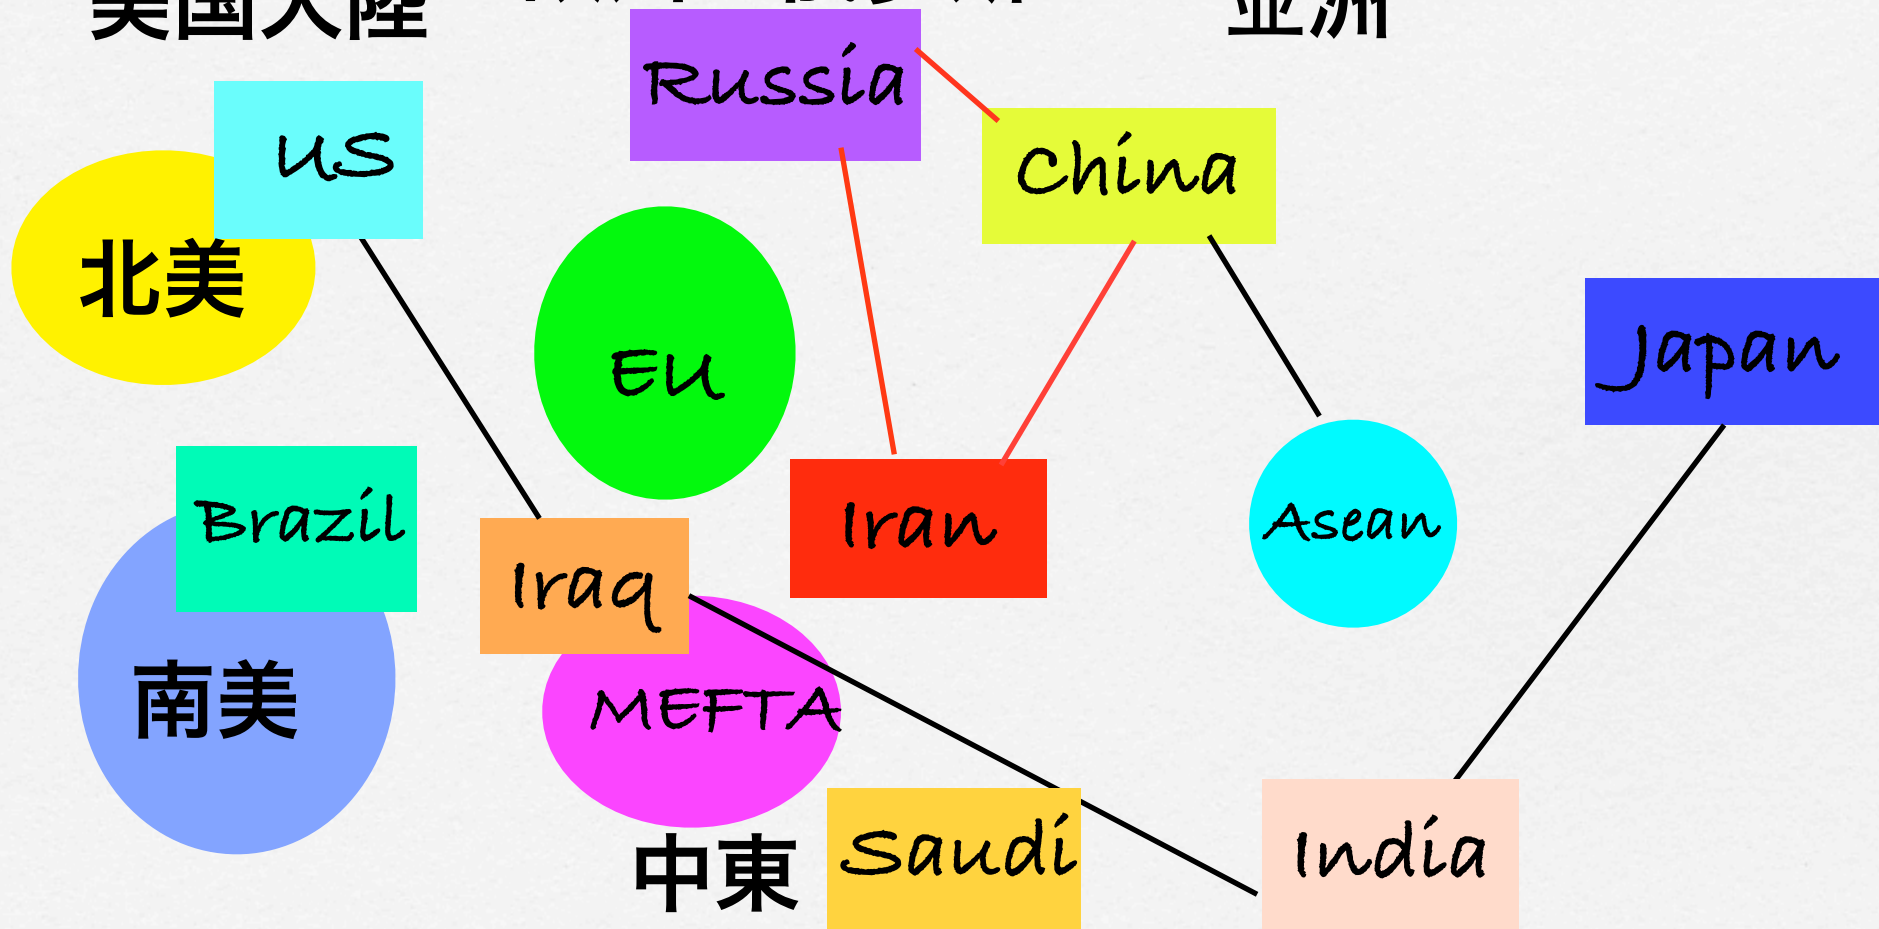 美国大陸
亚洲
Russia
US
China
北美
EU
Japan
Brazil
Iran
Asean
Iraq
南美
MEFTA
中東
Saudi
India